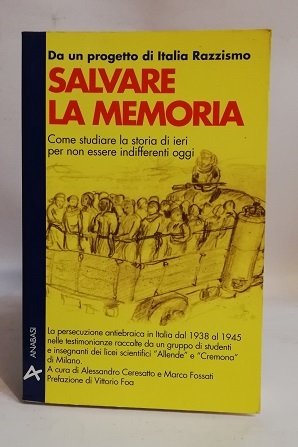 Da un progetto di Italia Razzismo
SALVARE
LA MEMORIA
Come studiare la storia di ieri
per non essere indifferenti oggi
La persecuzione antiebraica in Italia dal 1938 al 1945
nelle testimonianze raccolte da un gruppo di studenti
e insegnanti dei licei scientifici "Allende" e "Cremona"
di Milano.
A cura di Alessandro Ceresatto e Marco Fossati
Prefazione di Vittorio Foa
ANABASI